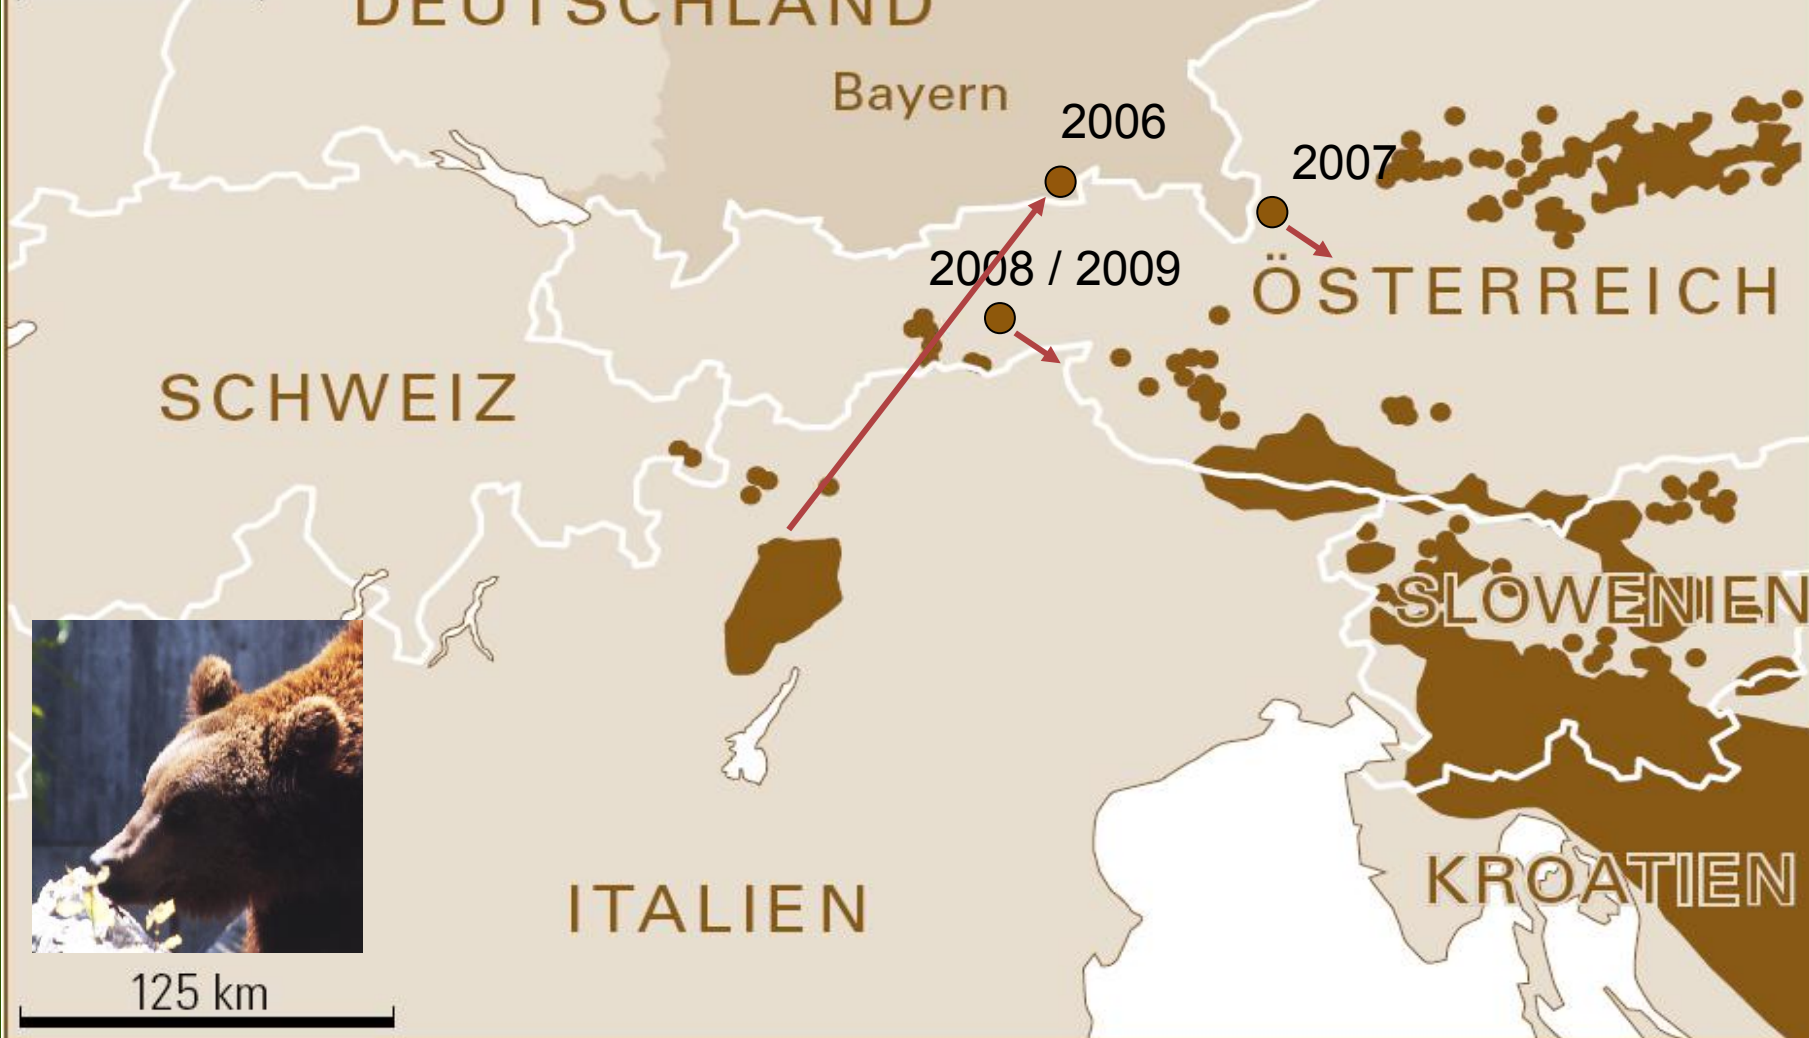 DEUTSCHLAND
Bayern
2006
2007
2008 / 2009
ÖSTERREICH
SCHWEIZ
SLOWENIEN
KROATIEN
ITALIEN
125 km